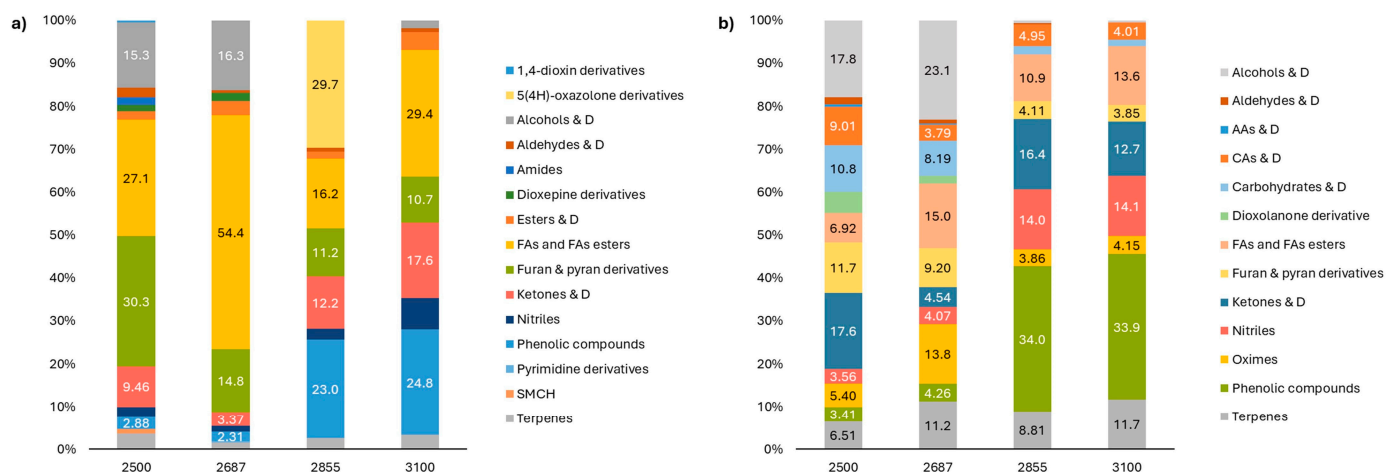 a)
100%
90%
80%
70%
60%
50%
40%
30%
20%
10%
0%
15.3
27.1
30.3
9.46
2.88
16.3
54.4
14.8
3.37
2.31
29.7
16.2
11.2
12.2
23.0
29.4
10.7
17.6
24.8
2500 2687 2855 3100
1,4-dioxin derivatives
5(4H)-oxazolone derivatives
Alcohols & D
Aldehydes & D
Amides
Dioxepine derivatives
Esters & D
FAs and FAs esters
Furan & pyran derivatives
Ketones & D
Nitriles
Phenolic compounds
Pyrimidine derivatives
SMCH
Terpenes
b)
100%
90%
80%
70%
60%
50%
40%
30%
20%
10%
0%
17.8
9.01
10.8
6.92
11.7
17.6
3.56
5.40
3.41
6.51
23.1
3.79
8.19
15.0
9.20
4.54
4.07
13.8
4.26
11.2
4.95
10.9
4.11
16.4
14.0
3.86
34.0
8.81
4.01
13.6
3.85
12.7
14.1
4.15
33.9
11.7
2500 2687 2855 3100
Alcohols & D
Aldehydes & D
AAs & D
CAs & D
Carbohydrates & D
Dioxolanone derivative
FAs and FAs esters
Furan & pyran derivatives
Ketones & D
Nitriles
Oximes
Phenolic compounds
Terpenes